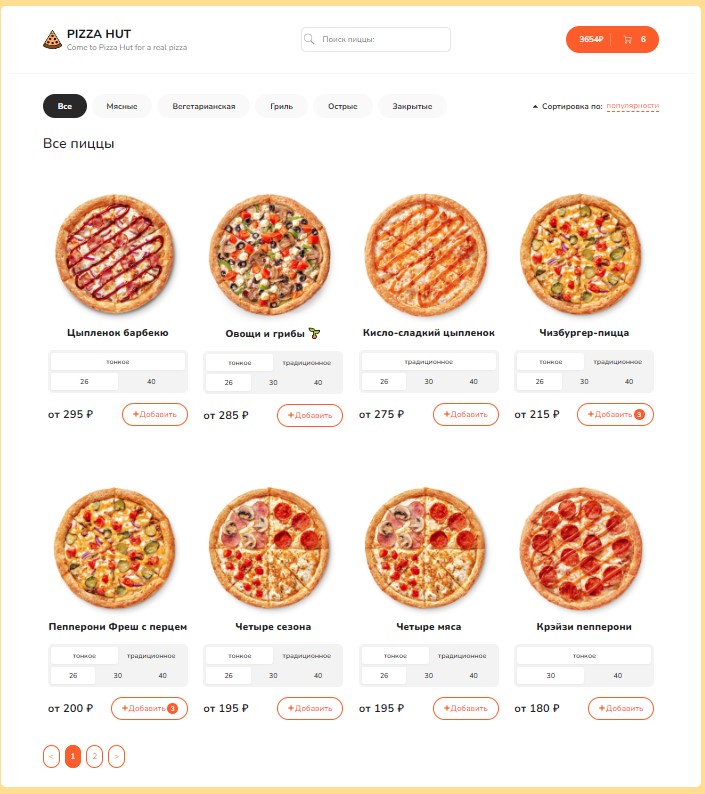 PIZZA HUT
Come to Pizza Hut for a real pizza
Поиск пиццы:
3654₽ 6
Все Мясные Вегетарианская Гриль Острые Закрытые
Сортировка по: популярности
Все пиццы
Цыпленок барбекю Овощи и грибы Кисло-сладкий цыпленок Чизбургер-пицца
тонкое тонкое традиционное традиционное тонкое традиционное
26 40 26 30 40 26 30 40 26 30 40
от 295 ₽ +Добавить от 285 ₽ +Добавить от 275 ₽ +Добавить от 215 ₽ +Добавить 3
Пепперони Фреш с перцем Четыре сезона Четыре мяса Крэйзи пепперони
тонкое традиционное тонкое традиционное тонкое традиционное тонкое
26 30 40 26 30 40 26 30 40 30 40
от 200 ₽ +Добавить 3 от 195 ₽ +Добавить от 195 ₽ +Добавить от 180 ₽ +Добавить
< 1 2 >